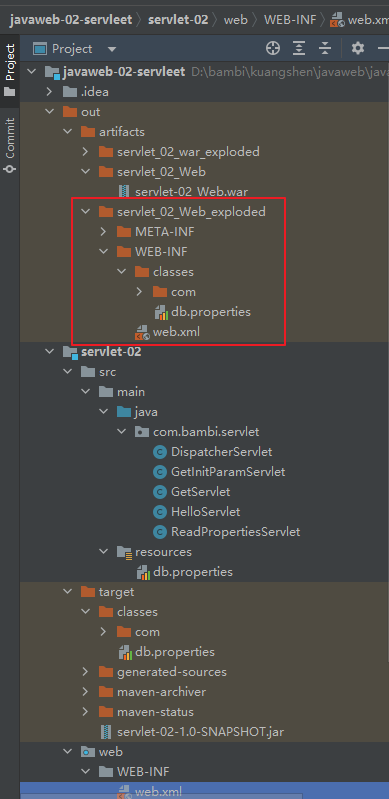 javaweb-02-servleet servlet-02 web WEB-INF web.xml
Project
Project
Commit
javaweb-02-servleet D:\bambi\kuangshen\javaweb\java
.idea
out
artifacts
servlet_02_war_exploded
servlet_02_Web
servlet-02_Web.war
servlet_02_Web_exploded
META-INF
WEB-INF
classes
com
db.properties
web.xml
servlet-02
src
main
java
com.bambi.servlet
DispatcherServlet
GetInitParamServlet
GetServlet
HelloServlet
ReadPropertiesServlet
resources
db.properties
target
classes
com
db.properties
generated-sources
maven-archiver
maven-status
servlet-02-1.0-SNAPSHOT.jar
web
WEB-INF
web.xml